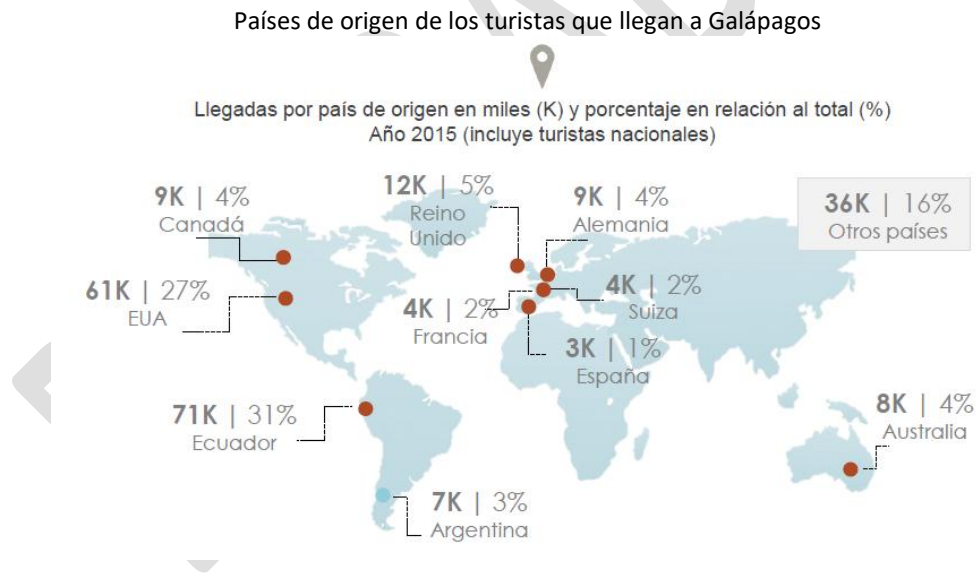 Países de origen de los turistas que llegan a Galápagos
Llegadas por país de origen en miles (K) y porcentaje en relación al total (%)
Año 2015 (incluye turistas nacionales)
9K | 4%
Canadá
12K | 5%
Reino
Unido
9K | 4%
Alemania
36K | 16%
Otros países
61K | 27%
EUA
4K | 2%
Francia
4K | 2%
Suiza
3K | 1%
España
71K | 31%
Ecuador
8K | 4%
Australia
7K | 3%
Argentina